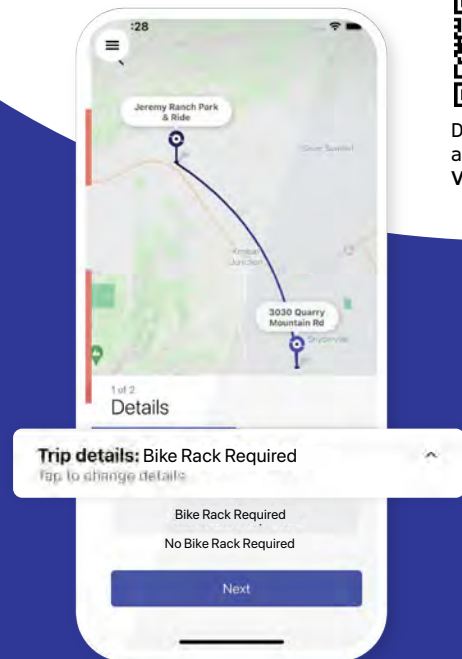 :28
Jeremy Ranch Park
& Ride
Kimball
Junction
3030 Quarry
Mountain Rd
Snyderville
1 of 2
Details
Trip details: Bike Rack Required
Tap to change details
Bike Rack Required
No Bike Rack Required
Next
D
a
V